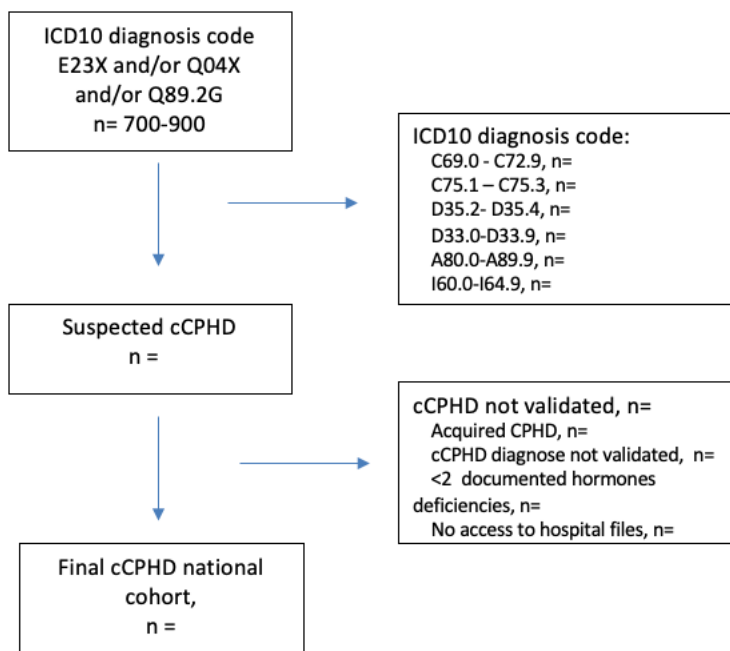 ICD10 diagnosis code
E23X and/or Q04X
and/or Q89.2G
n= 700-900
ICD10 diagnosis code:
C69.0 - C72.9, n=
C75.1 – C75.3, n=
D35.2- D35.4, n=
D33.0-D33.9, n=
A80.0-A89.9, n=
I60.0-I64.9, n=
Suspected cCPHD
n =
cCPHD not validated, n=
Acquired CPHD, n=
cCPHD diagnose not validated, n=
<2 documented hormones
deficiencies, n=
No access to hospital files, n=
Final cCPHD national
cohort,
n =